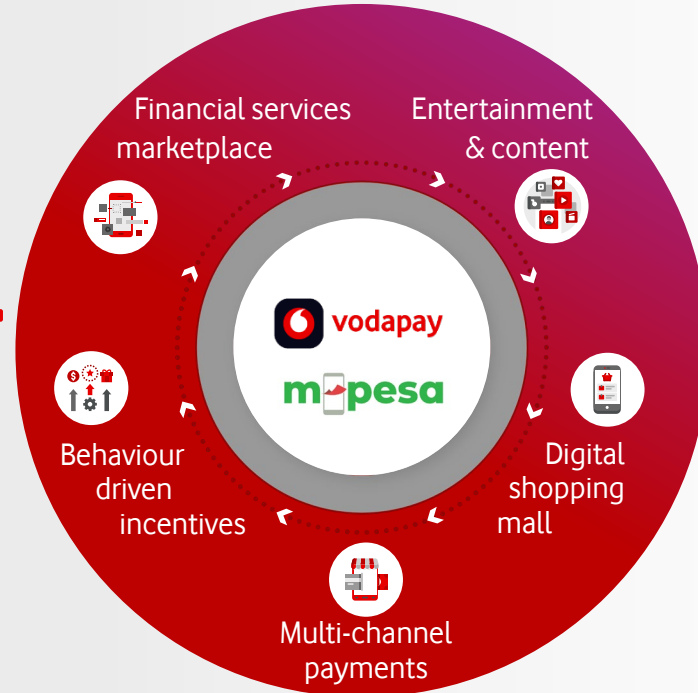 Financial services
marketplace
Entertainment
& content
vodapay
m-pesa
Behaviour
driven
incentives
Digital
shopping
mall
Multi-channel
payments